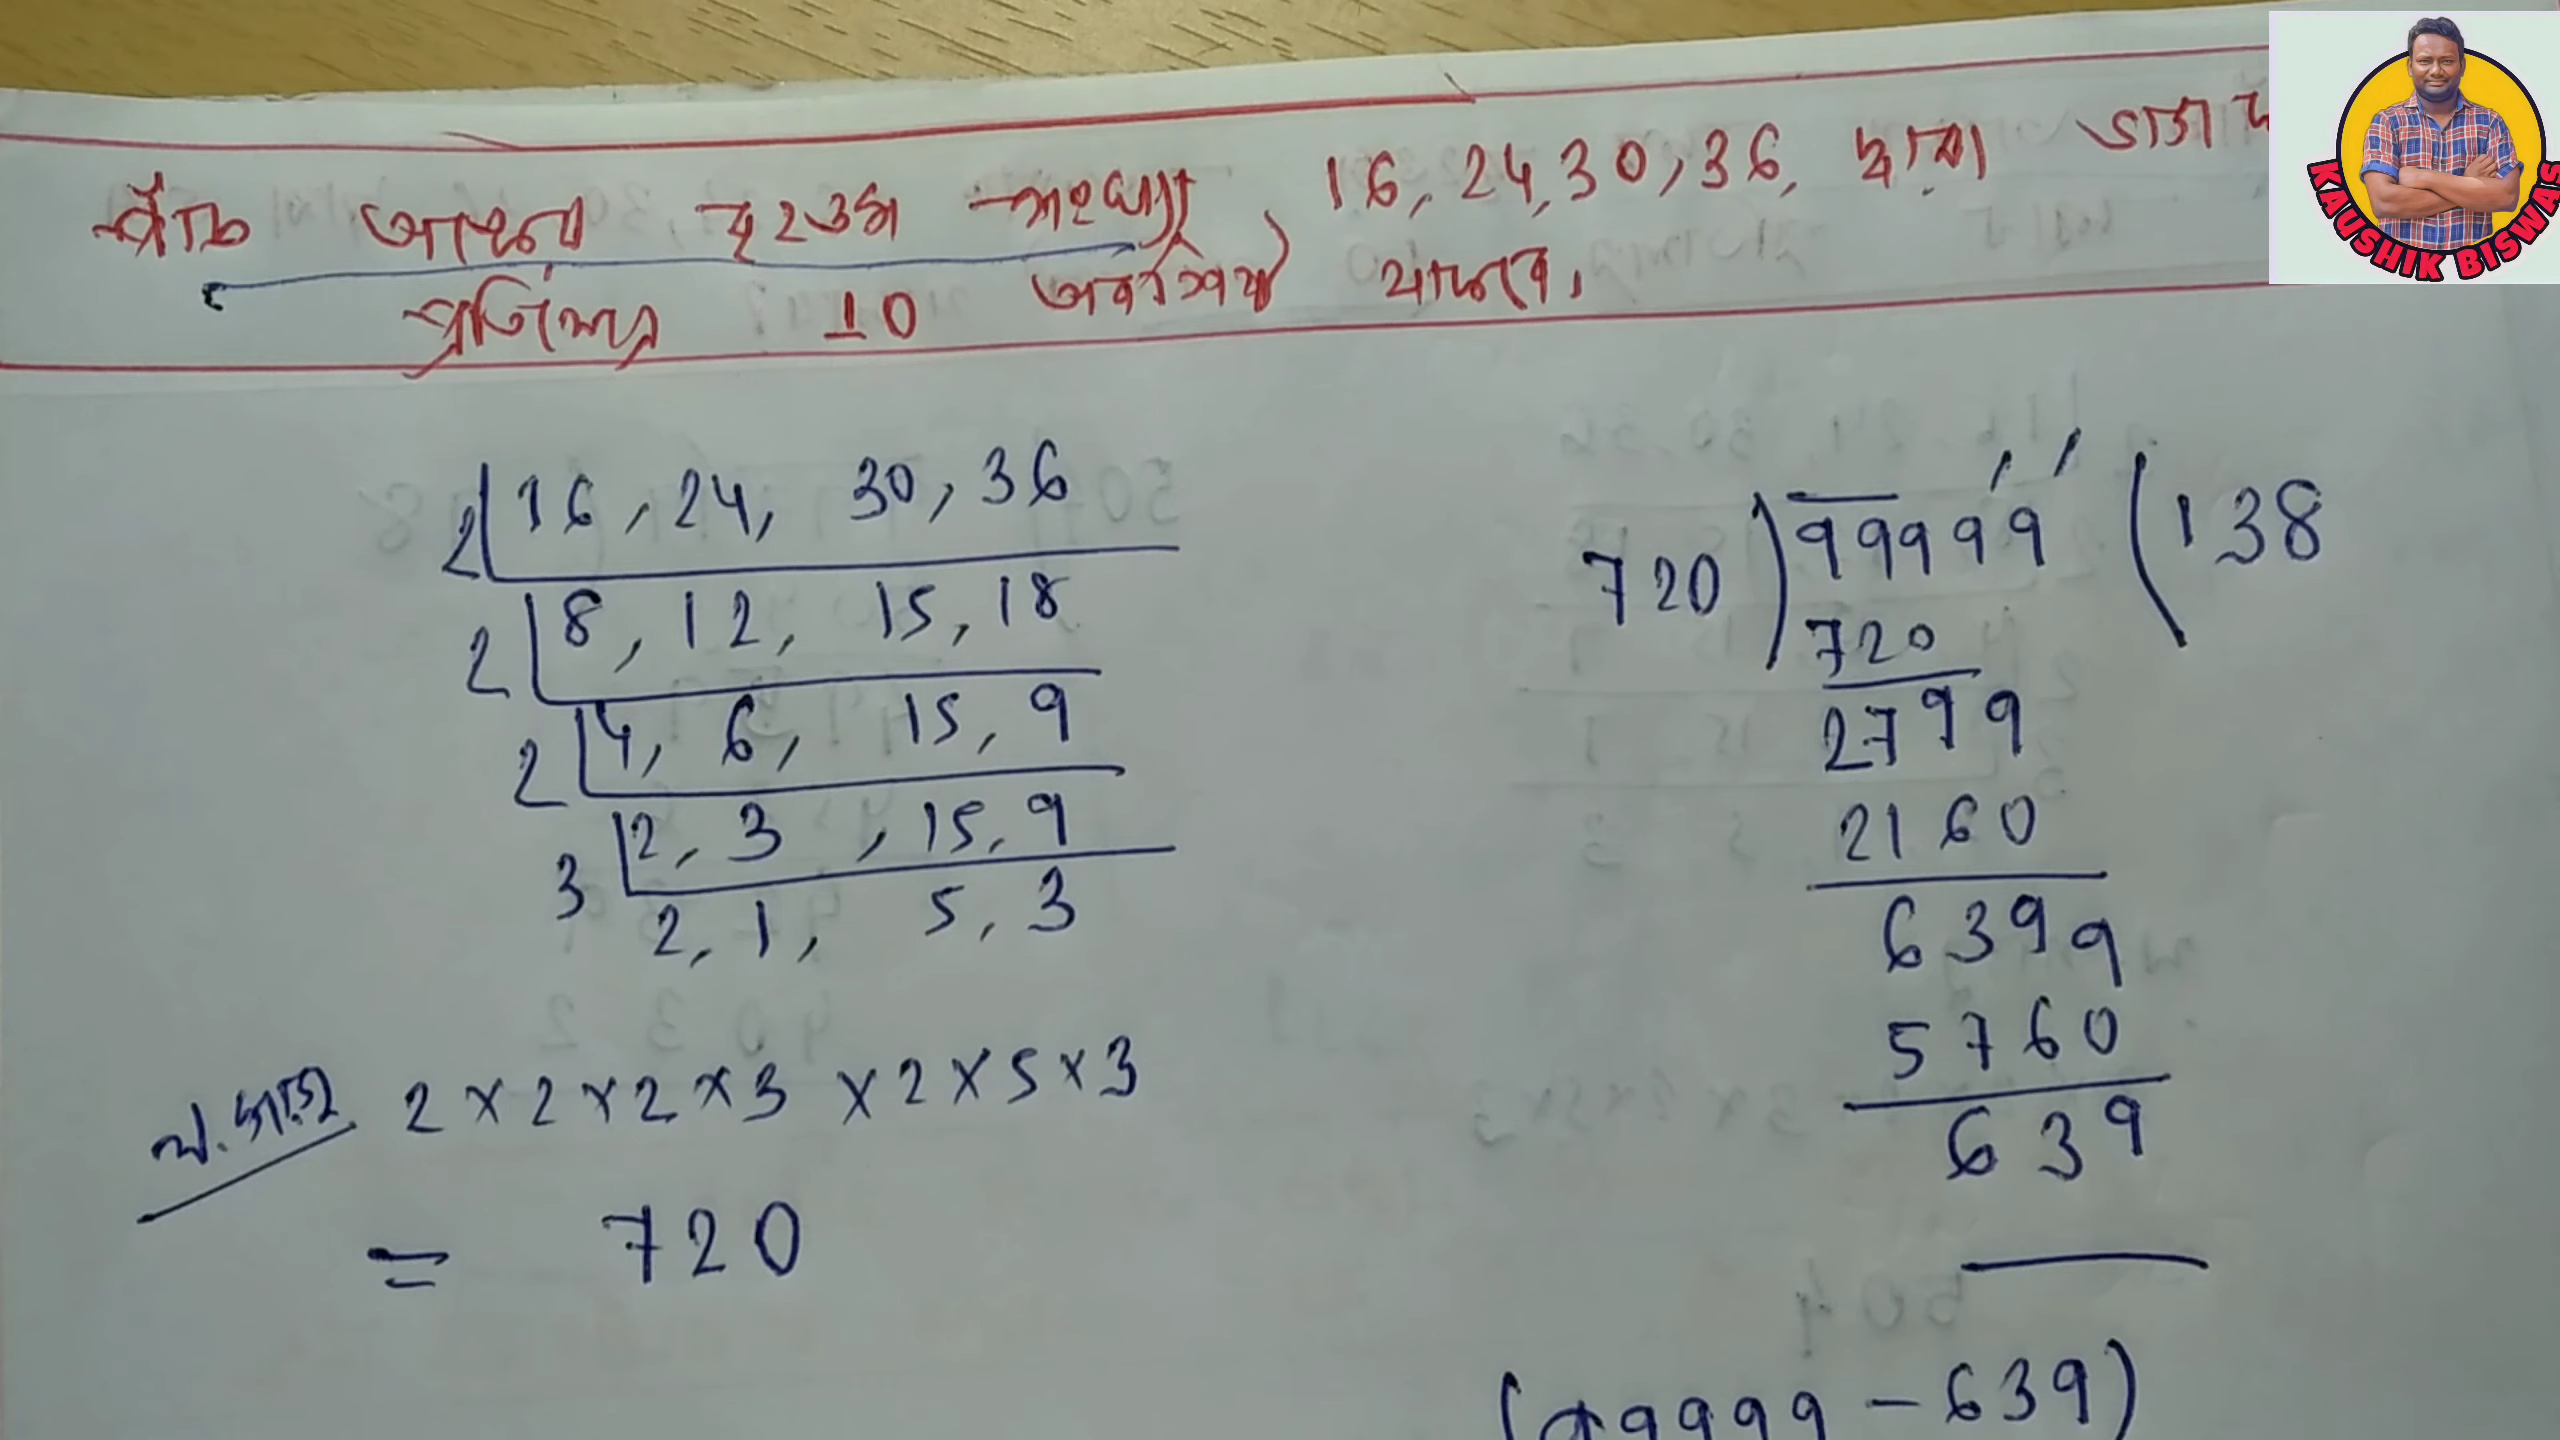 পাঁচ অংকের বৃহত্তম সংখ্যা, 16, 24, 30, 36, দ্বারা ভাগ
প্রতিক্ষেত্রে 10 অবশিষ্ট থাকবে।
2 | 16, 24, 30, 36
2 | 8, 12, 15, 18
2 | 4, 6, 15, 9
3 | 2, 3, 15, 9
2, 1, 5, 3
ল.সা.গু 2 × 2 × 2 × 3 × 2 × 5 × 3
= 720
720 ) 99999 ( 138
720
2799
2160
6399
5760
639
(99999 - 639)
KAUSHIK BISWAS